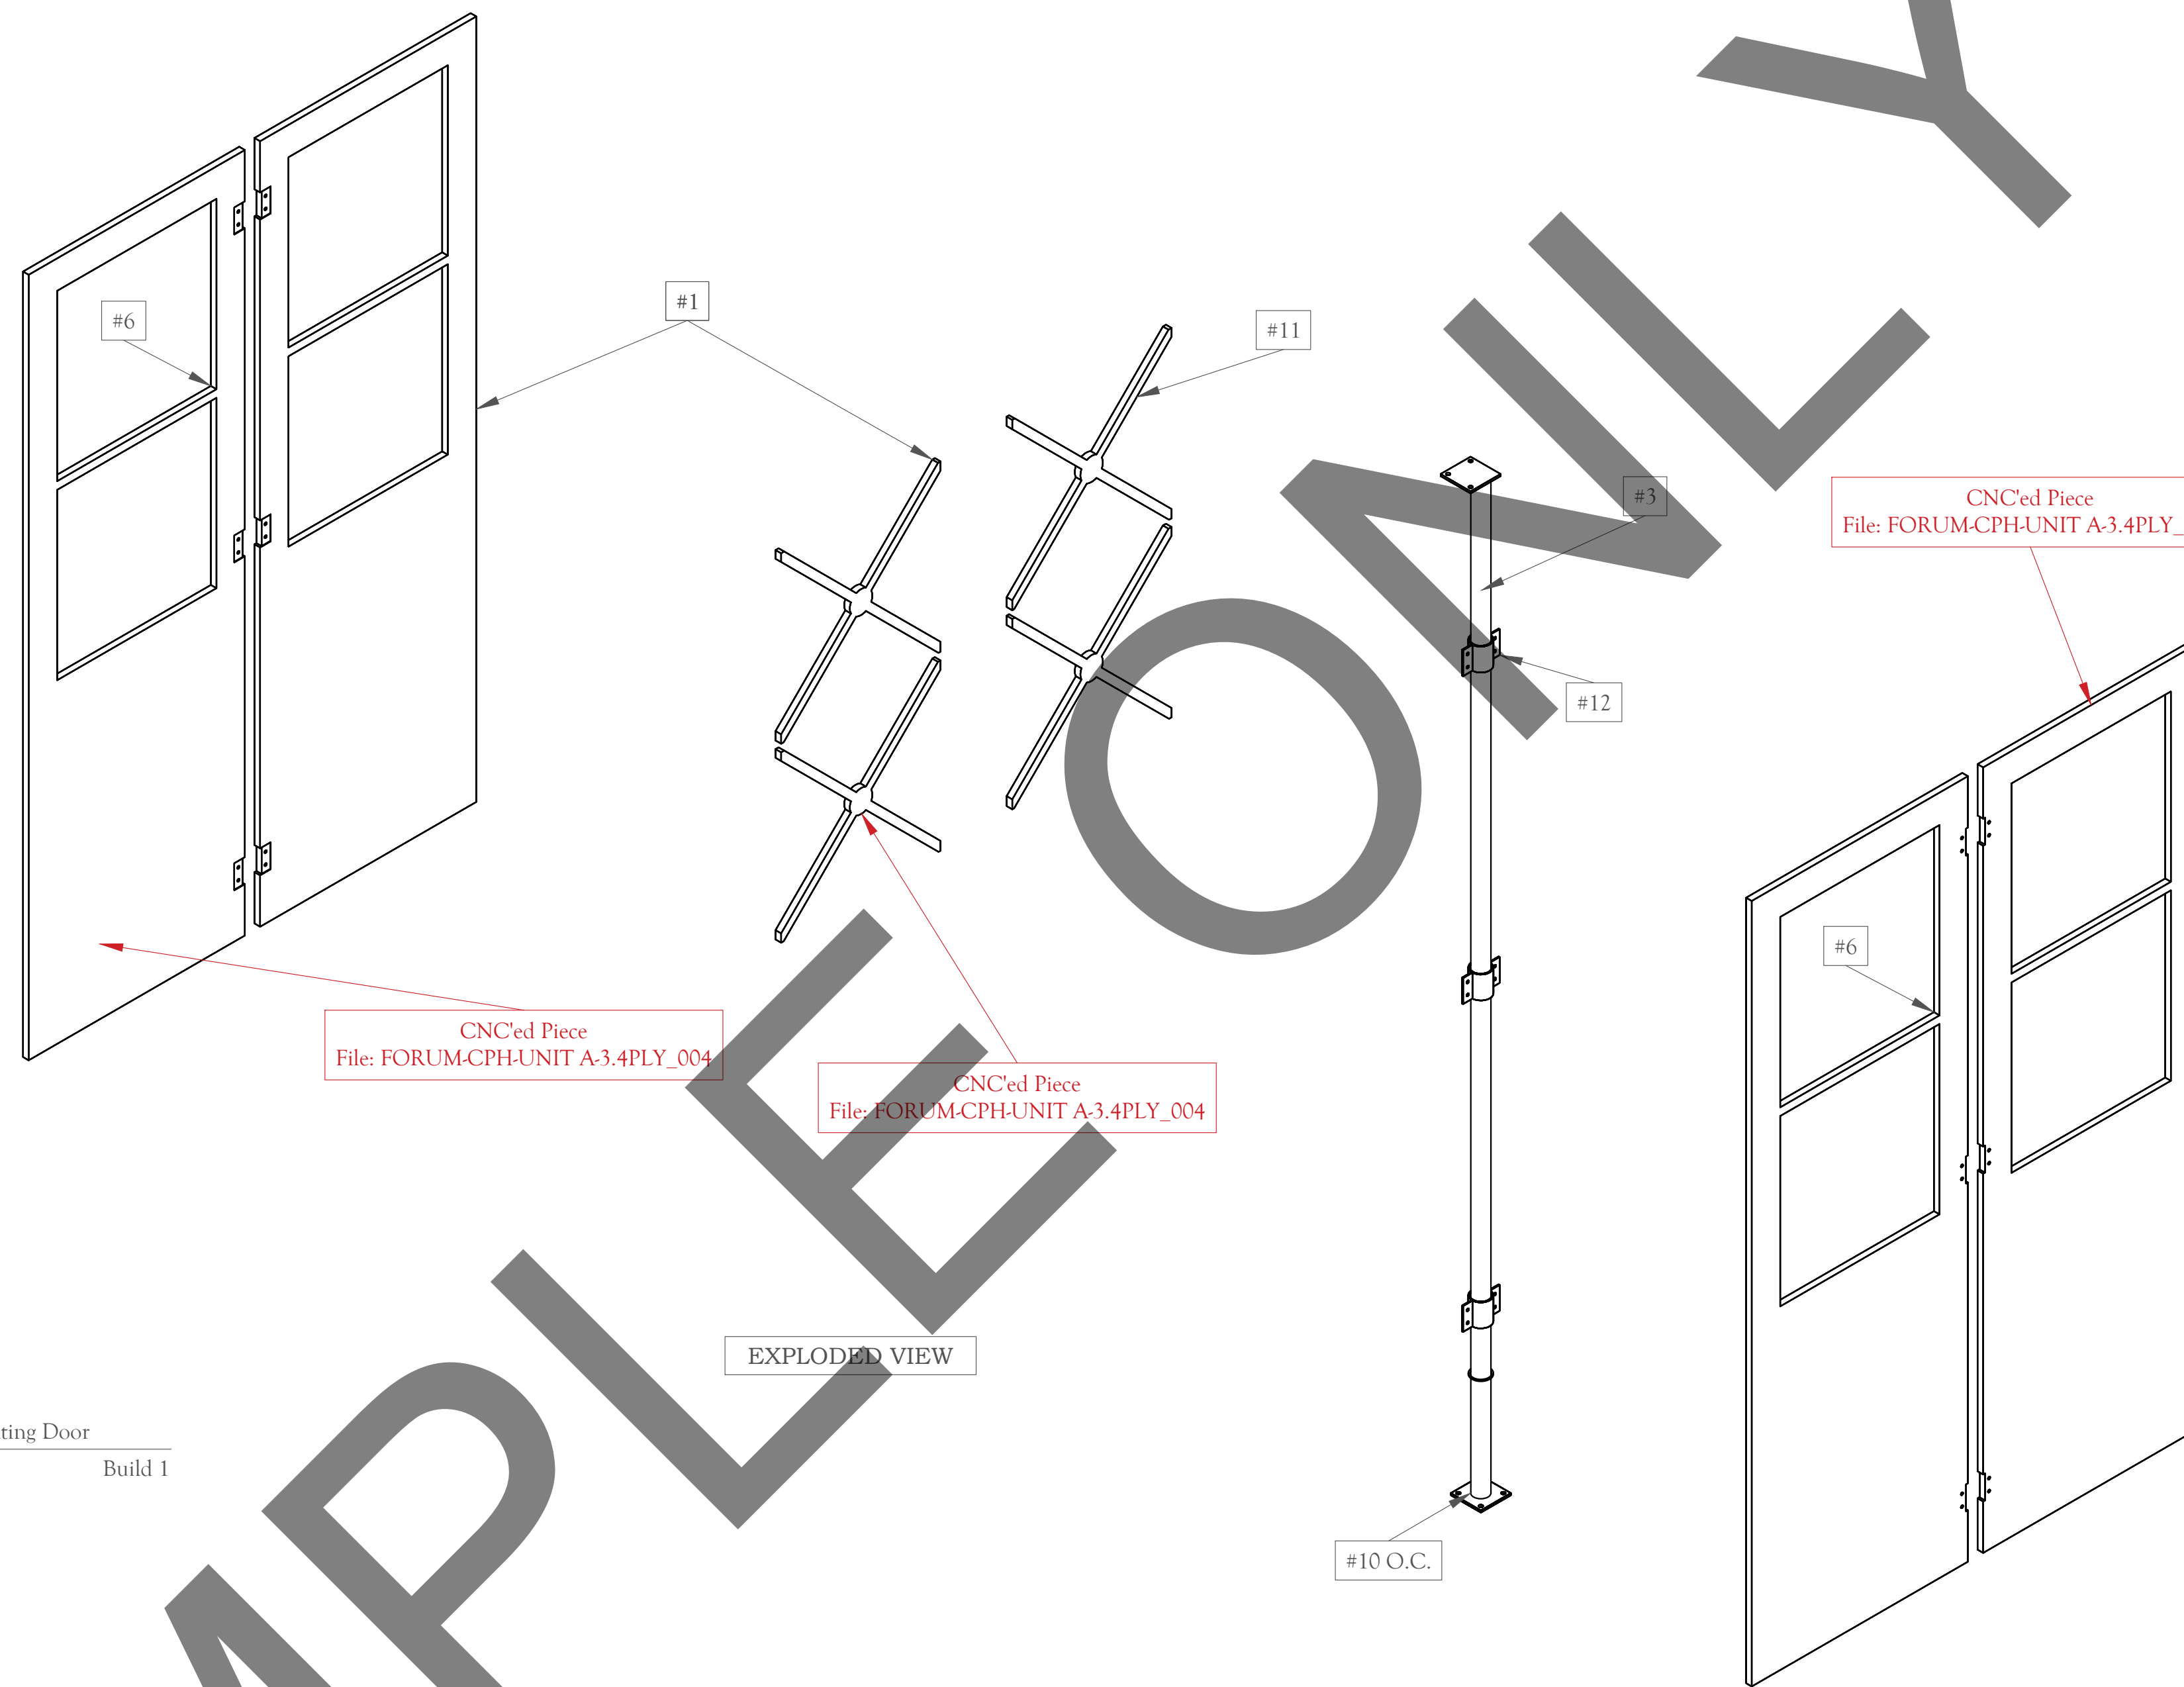 #1
#6
#11
#3
CNC'ed Piece
File: FORUM-CPH-UNIT A-3.4PLY_
#12
#6
CNC'ed Piece
File: FORUM-CPH-UNIT A-3.4PLY_004
CNC'ed Piece
File: FORUM-CPH-UNIT A-3.4PLY_004
EXPLODED VIEW
ting Door
Build 1
#10 O.C.
MPLE ONLY